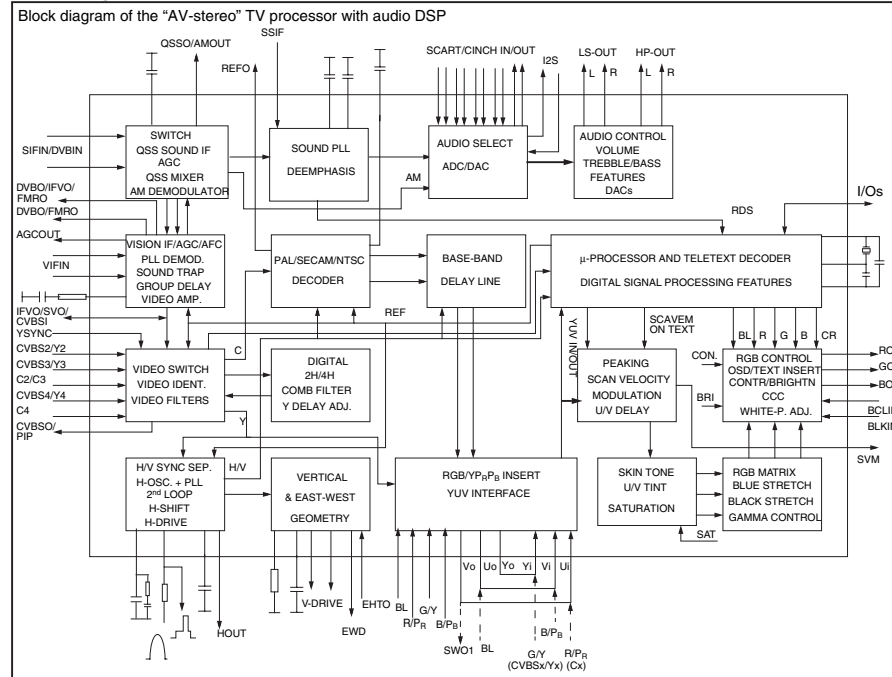 Block diagram of the “AV-stereo” TV processor with audio DSP
QSSO/AMOUT
SSIF
REFO
SCART/CINCH IN/OUT
I2S
LS-OUT
HP-OUT
L
R
L
R
SIFIN/DVBIN
SWITCH
QSS SOUND IF
AGC
QSS MIXER
AM DEMODULATOR
SOUND PLL
DEEMPHASIS
AUDIO SELECT
ADC/DAC
AM
AUDIO CONTROL
VOLUME
TREBBLE/BASS
FEATURES
DACs
DVBO/IFVO/
FMRO
DVBO/FMRO
AGCOUT
VIFIN
RDS
I/Os
VISION IF/AGC/AFC
PLL DEMOD.
SOUND TRAP
GROUP DELAY
VIDEO AMP.
PAL/SECAM/NTSC
DECODER
BASE-BAND
DELAY LINE
µ-PROCESSOR AND TELETEXT DECODER
DIGITAL SIGNAL PROCESSING FEATURES
IFVO/SVO/
CVBSI
YSYNC
CVBS2/Y2
CVBS3/Y3
C2/C3
CVBS4/Y4
C4
CVBSO/
PIP
REF
C
YUV IN/OUT
SCAVEM
ON TEXT
BL
R
G
B
CR
VIDEO SWITCH
VIDEO IDENT.
VIDEO FILTERS
DIGITAL
2H/4H
COMB FILTER
Y DELAY ADJ.
PEAKING
SCAN VELOCITY
MODULATION
U/V DELAY
CON.
BRI
RGB CONTROL
OSD/TEXT INSERT
CONTR/BRIGHTN
CCC
WHITE-P. ADJ.
RO
GO
BO
BCLIN
BLKIN
SVM
Y
H/V
H/V SYNC SEP.
H-OSC. + PLL
2nd LOOP
H-SHIFT
H-DRIVE
VERTICAL
& EAST-WEST
GEOMETRY
RGB/YPRPB INSERT
YUV INTERFACE
SKIN TONE
U/V TINT
SATURATION
RGB MATRIX
BLUE STRETCH
BLACK STRETCH
GAMMA CONTROL
SAT
Vo
Uo
Yo
Yi
Vi
Ui
HOUT
V-DRIVE
EWD
EHTO
BL
R/PR
G/Y
B/PB
SWO1
BL
G/Y
(CVBSx/Yx)
B/PB
R/PR
(Cx)